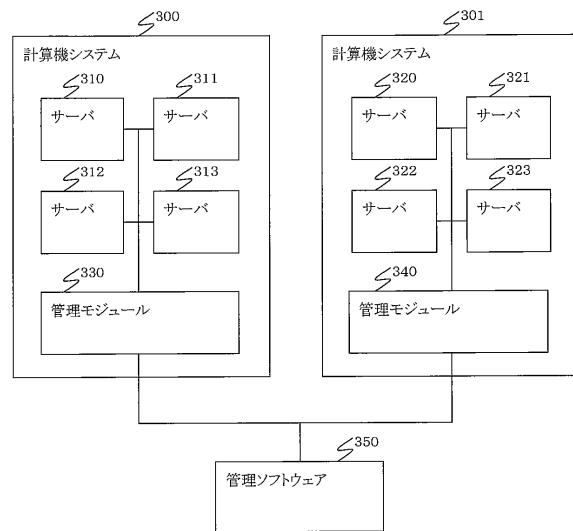 300
計算機システム
310
サーバ
311
サーバ
312
サーバ
313
サーバ
330
管理モジュール
301
計算機システム
320
サーバ
321
サーバ
322
サーバ
323
サーバ
340
管理モジュール
350
管理ソフトウェア